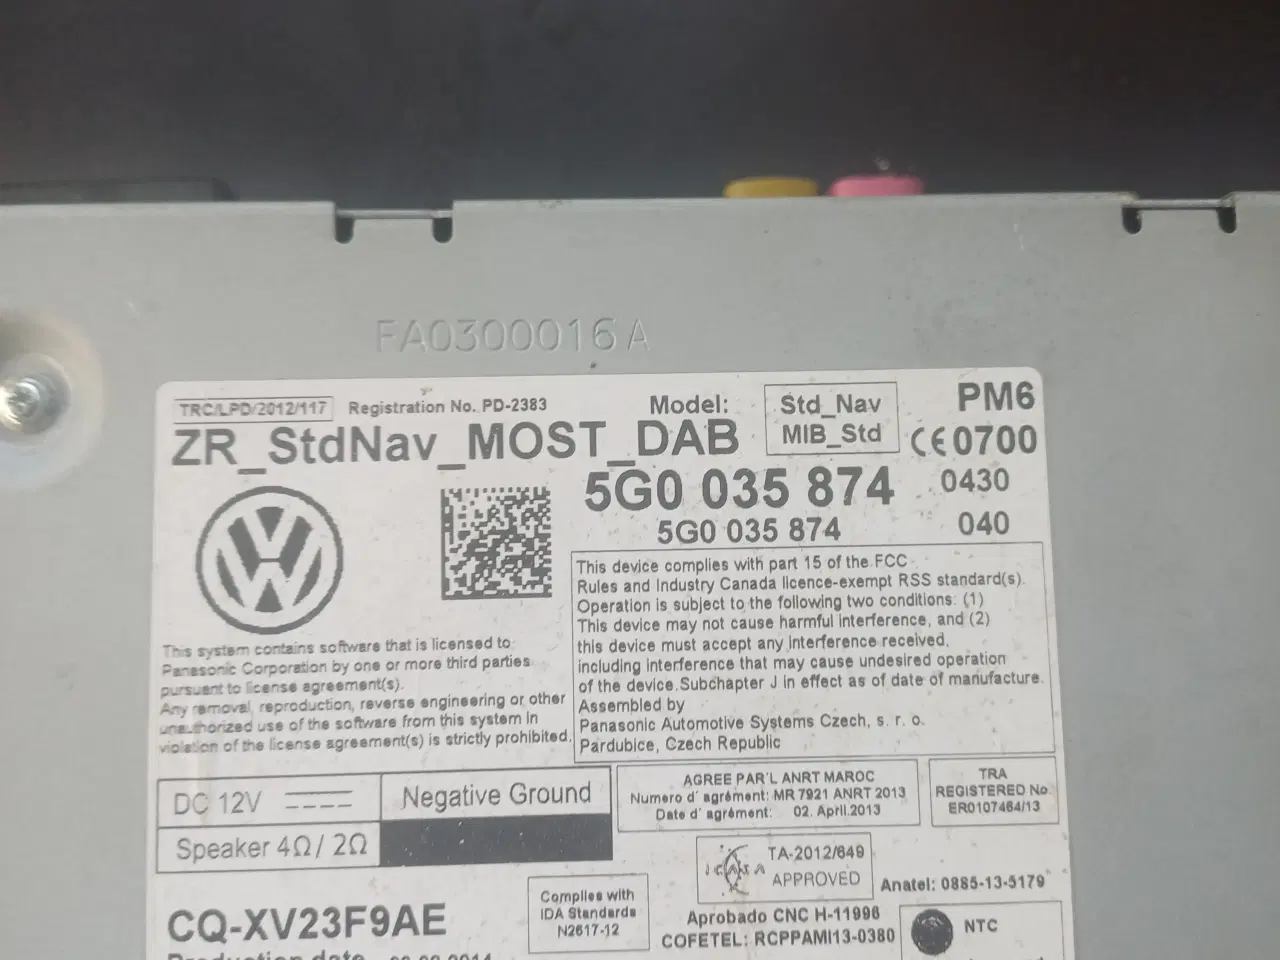 FA0300016A
TRC/LPD/2012/117
Registration No. PD-2383
Model:
Std_Nav
MIB_Std
PM6
ZR_StdNav_MOST_DAB
CE0700
5G0 035 874
0430
5G0 035 874
040
This device complies with part 15 of the FCC
Rules and Industry Canada licence-exempt RSS standard(s).
Operation is subject to the following two conditions: (1)
This device may not cause harmful interference, and (2)
this device must accept any interference received,
including interference that may cause undesired operation
of the device.Subchapter J in effect as of date of manufacture.
Assembled by
Panasonic Automotive Systems Czech, s. r. o.
Pardubice, Czech Republic
This system contains software that is licensed to
Panasonic Corporation by one or more third parties
pursuant to license agreement(s).
Any removal, reproduction, reverse engineering or other
unauthorized use of the software from this system in
violation of the license agreement(s) is strictly prohibited.
DC 12V
Negative Ground
Speaker 4Ω/ 2Ω
AGREE PAR'L ANRT MAROC
Numero d' agrément: MR 7921 ANRT 2013
Date d' agrément: 02. April.2013
TRA
REGISTERED No.
ER0107464/13
ICASA
TA-2012/649
APPROVED
Anatel: 0885-13-5179
CQ-XV23F9AE
Complies with
IDA Standards
N2617-12
Aprobado CNC H-11996
COFETEL: RCPPAMI13-0380
NTC
Production date